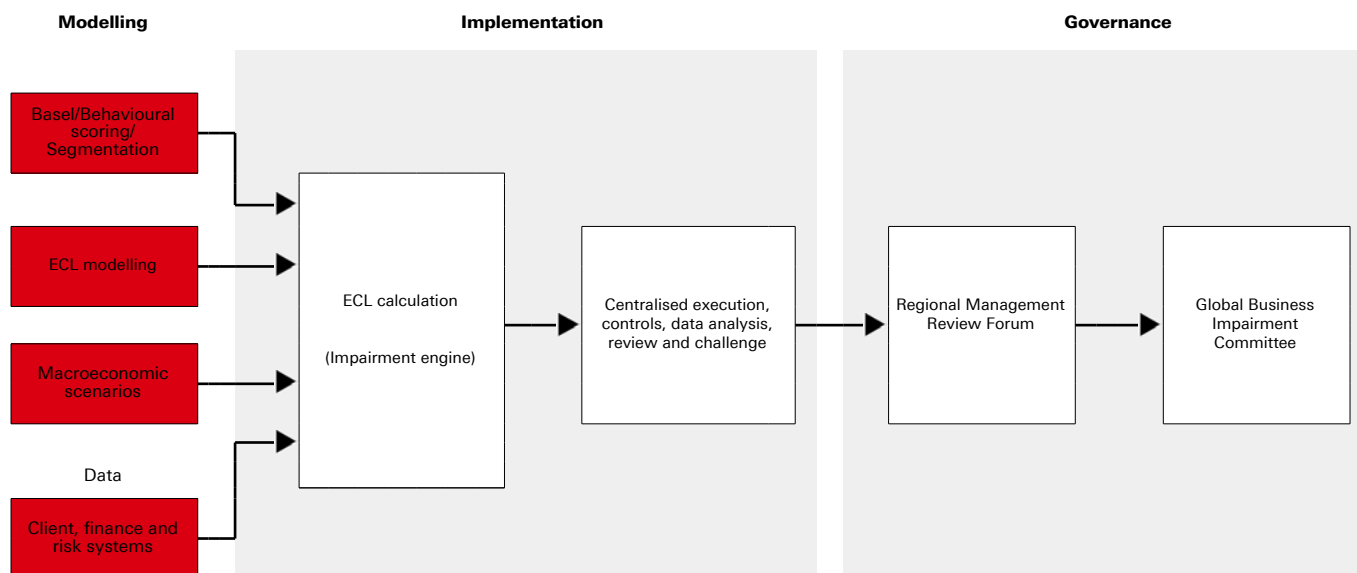 Modelling
Implementation
Governance
Basel/Behavioural
scoring/
Segmentation
ECL modelling
Macroeconomic
scenarios
Data
Client, finance and
risk systems
ECL calculation
(Impairment engine)
Centralised execution,
controls, data analysis,
review and challenge
Regional Management
Review Forum
Global Business
Impairment
Committee